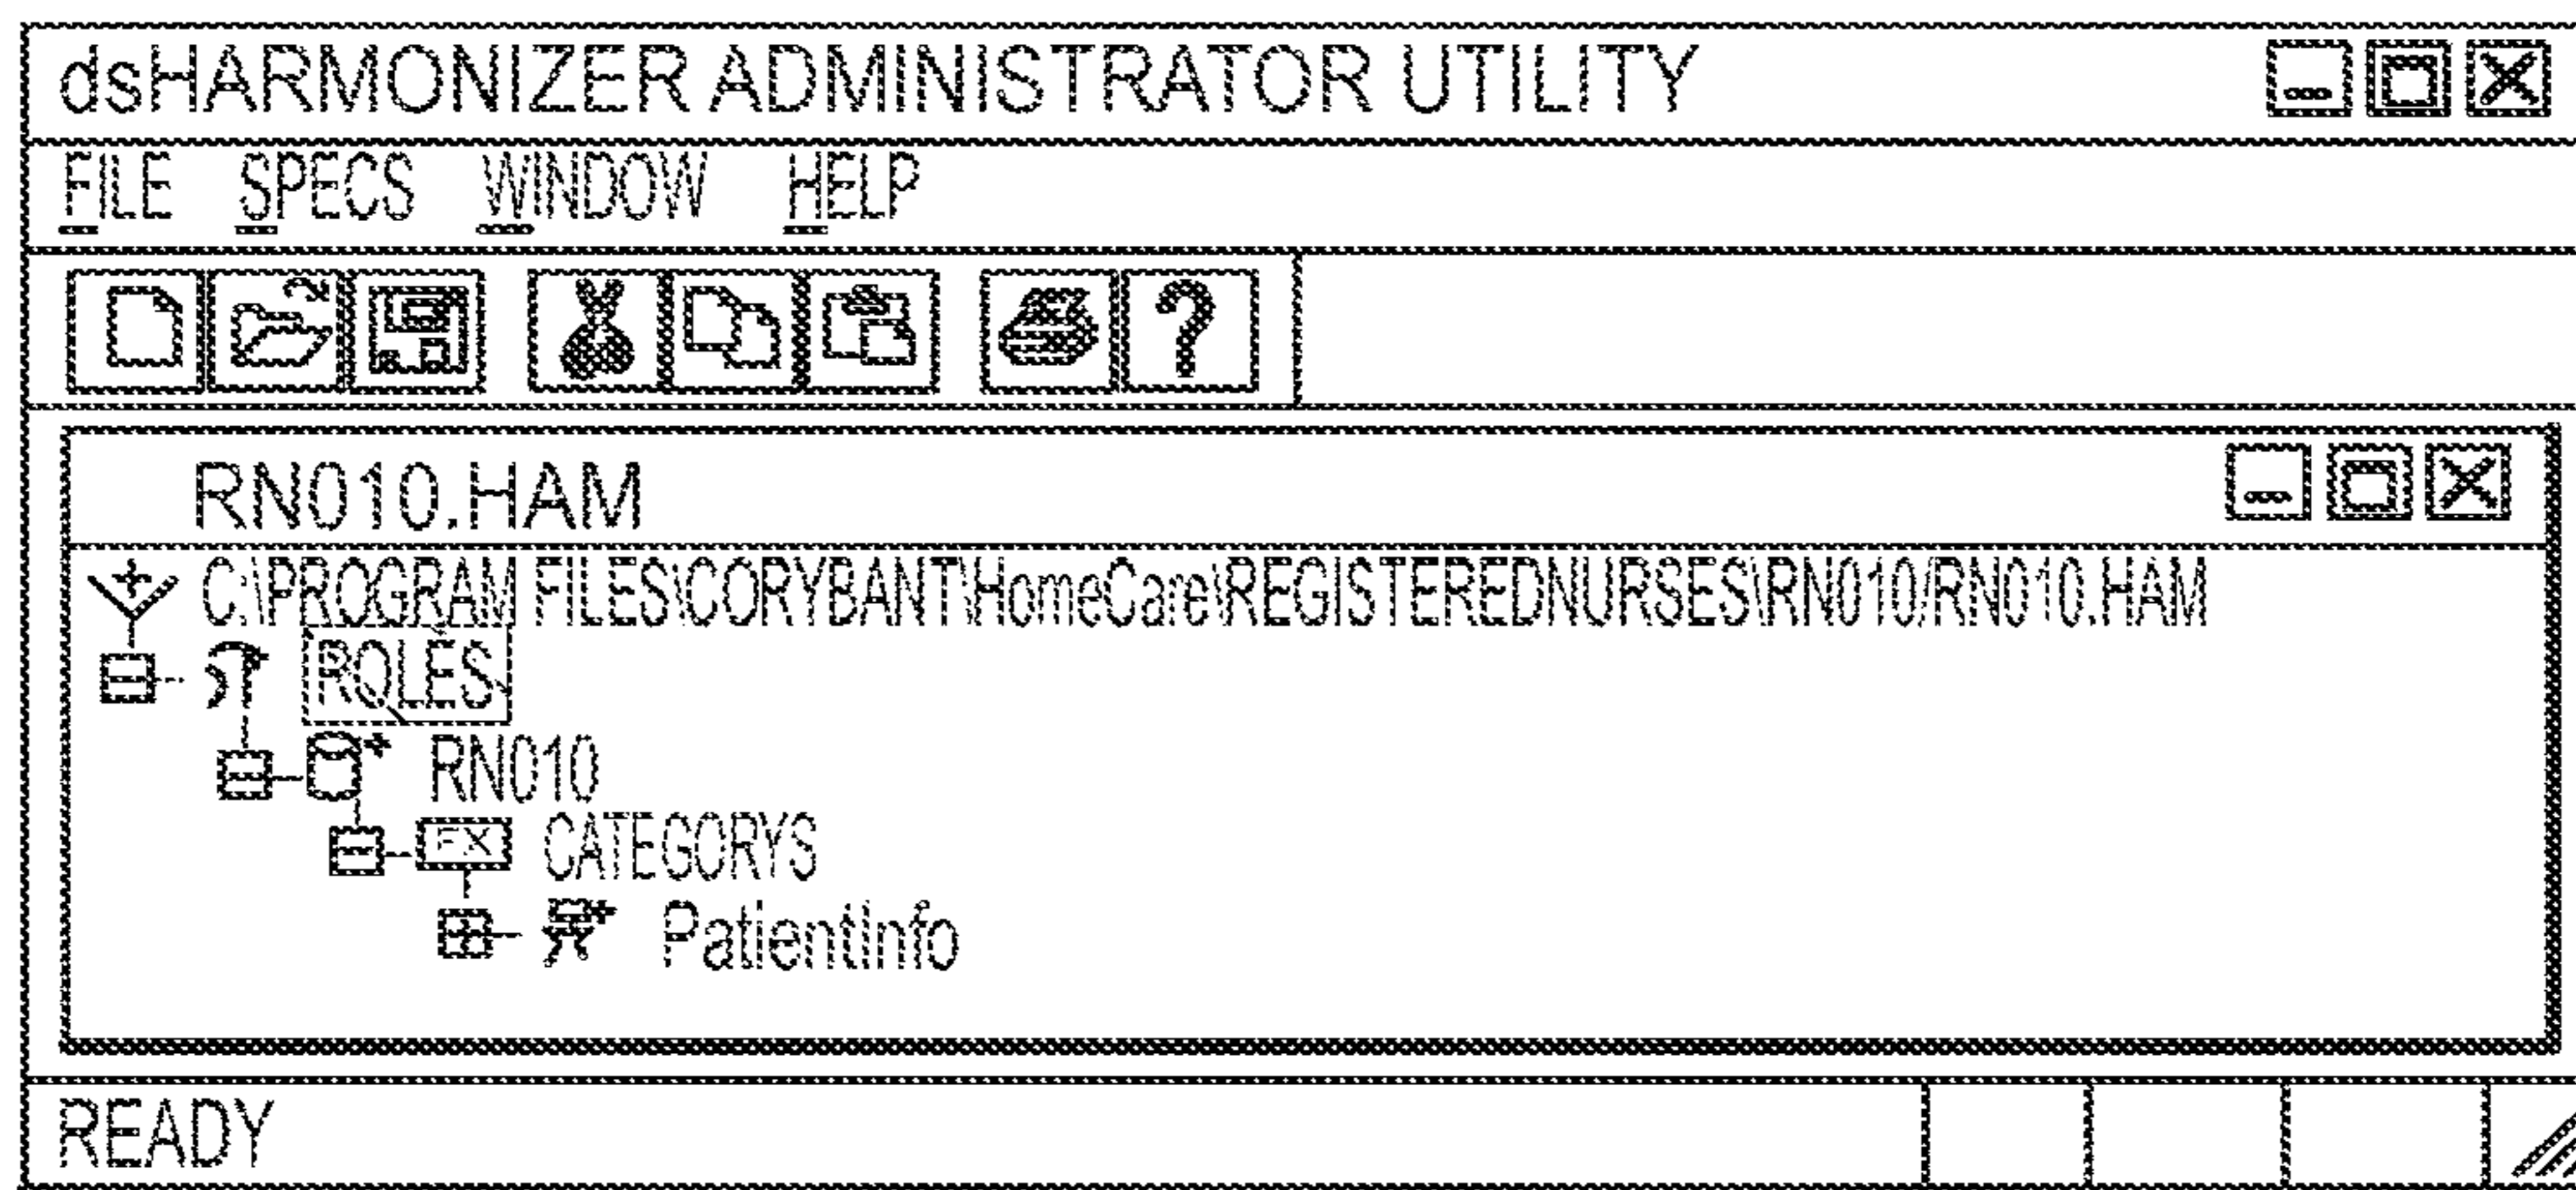 dsHARMONIZER ADMINISTRATOR UTILITY
FILE SPECS WINDOW HELP
?
RN010.HAM
C:\PROGRAM FILES\CORYBANT\HomeCare\REGISTEREDNURSES\RN010/RN010.HAM
ROLES
RN010
FX CATEGORYS
PatientInfo
READY